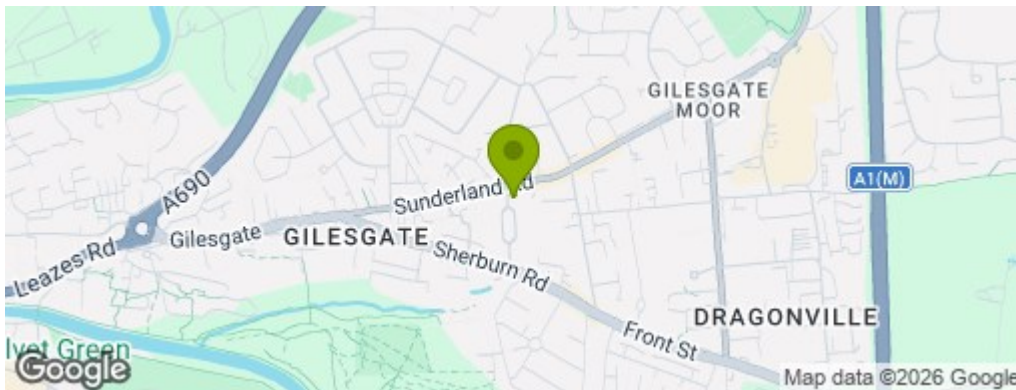 GILESGATE
MOOR
A690
A1(M)
Sunderland Rd
Gilesgate
GILESGATE
Leazes Rd
Sherburn Rd
DRAGONVILLE
Front St
Green
Google
Map data ©2026 Google